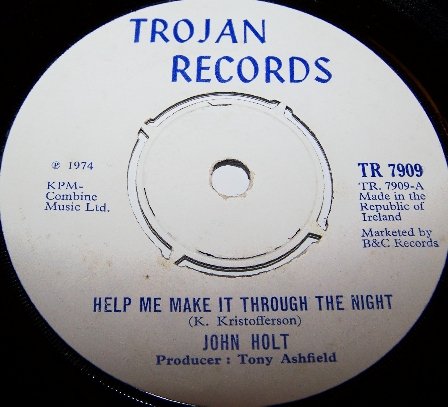 TROJAN
RECORDS
℗ 1974
KPM-
Combine
Music Ltd.
TR 7909
TR. 7909-A
Made in the
Republic of
Ireland
Marketed by
B&C Records
HELP ME MAKE IT THROUGH THE NIGHT
(K. Kristofferson)
JOHN HOLT
Producer : Tony Ashfield